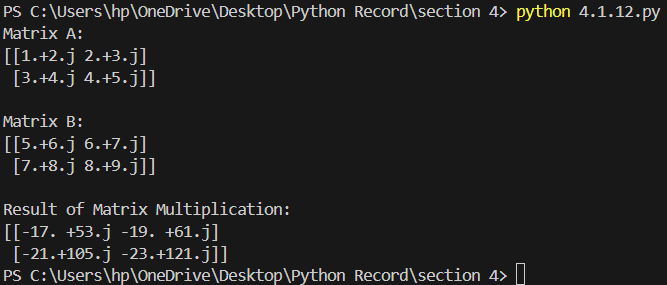 PS C:\Users\hp\OneDrive\Desktop\Python Record\section 4> python 4.1.12.py
Matrix A:
[[1.+2.j 2.+3.j]
 [3.+4.j 4.+5.j]]
Matrix B:
[[5.+6.j 6.+7.j]
 [7.+8.j 8.+9.j]]
Result of Matrix Multiplication:
[[-17. +53.j -19. +61.j]
 [-21.+105.j -23.+121.j]]
PS C:\Users\hp\OneDrive\Desktop\Python Record\section 4>